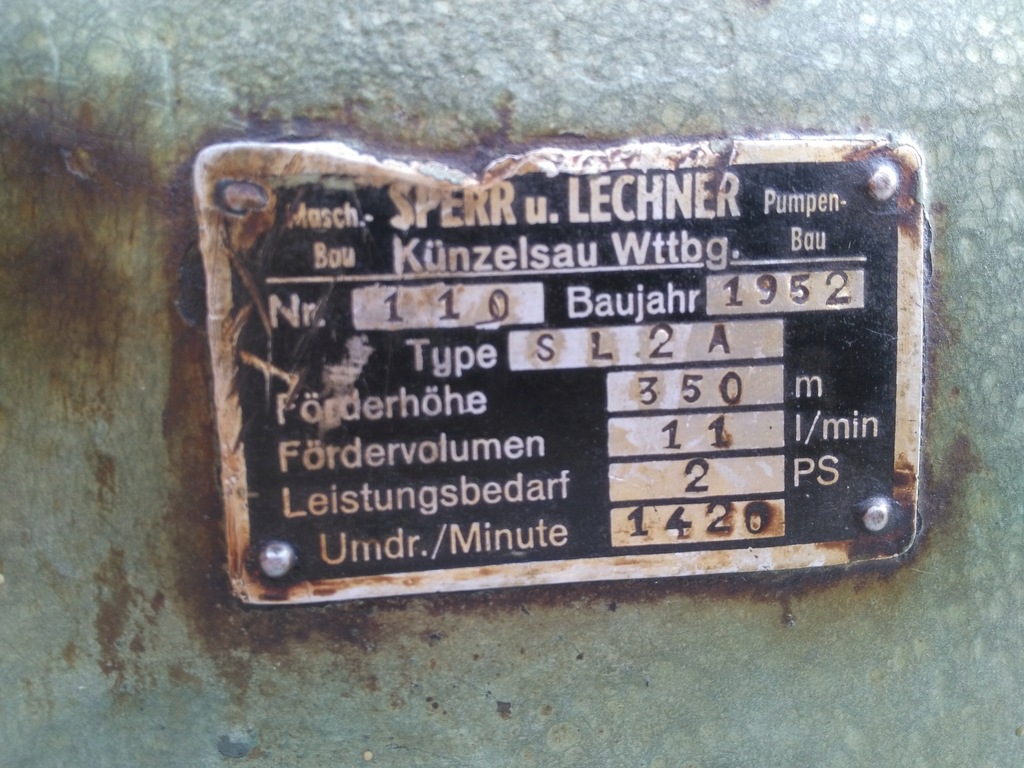 Masch.- SPERR u. LECHNER Pumpen-
Bau Künzelsau Wttbg. Bau
Nr. 110 Baujahr 1952
Type SL2A
Förderhöhe 350 m
Fördervolumen 11 l/min
Leistungsbedarf 2 PS
Umdr./Minute 1420